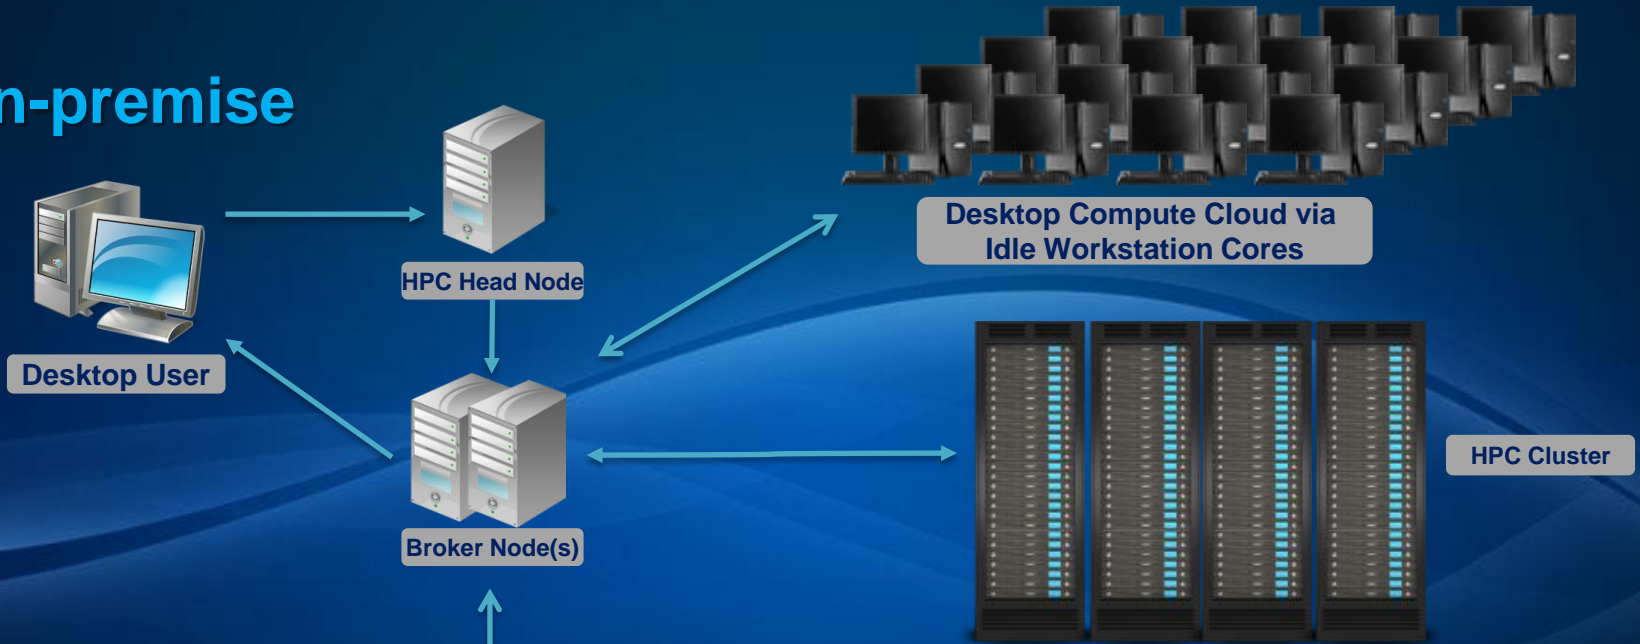 n-premise
Desktop Compute Cloud via
Idle Workstation Cores
HPC Head Node
Desktop User
HPC Cluster
Broker Node(s)